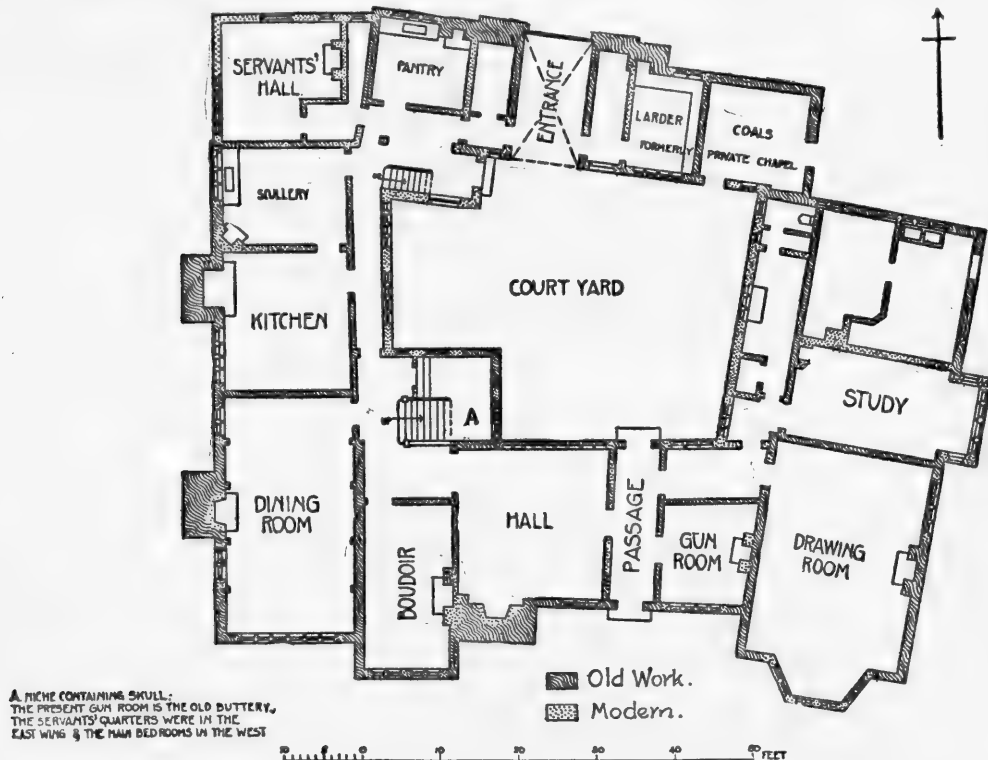 SERVANTS'
HALL.
PANTRY
ENTRANCE
LARDER
FORMERLY
COALS
PRIVATE CHAPEL
SCULLERY
KITCHEN
COURT YARD
A
STUDY
DINING
ROOM
BOUDOIR
HALL
PASSAGE
GUN
ROOM
DRAWING
ROOM
Old Work.
Modern.
A. NICHE CONTAINING SKULL.
THE PRESENT GUN ROOM IS THE OLD BUTTERY.
THE SERVANTS' QUARTERS WERE IN THE
EAST WING & THE MAIN BEDROOMS IN THE WEST
10 5 0 10 20 30 40 50 FEET